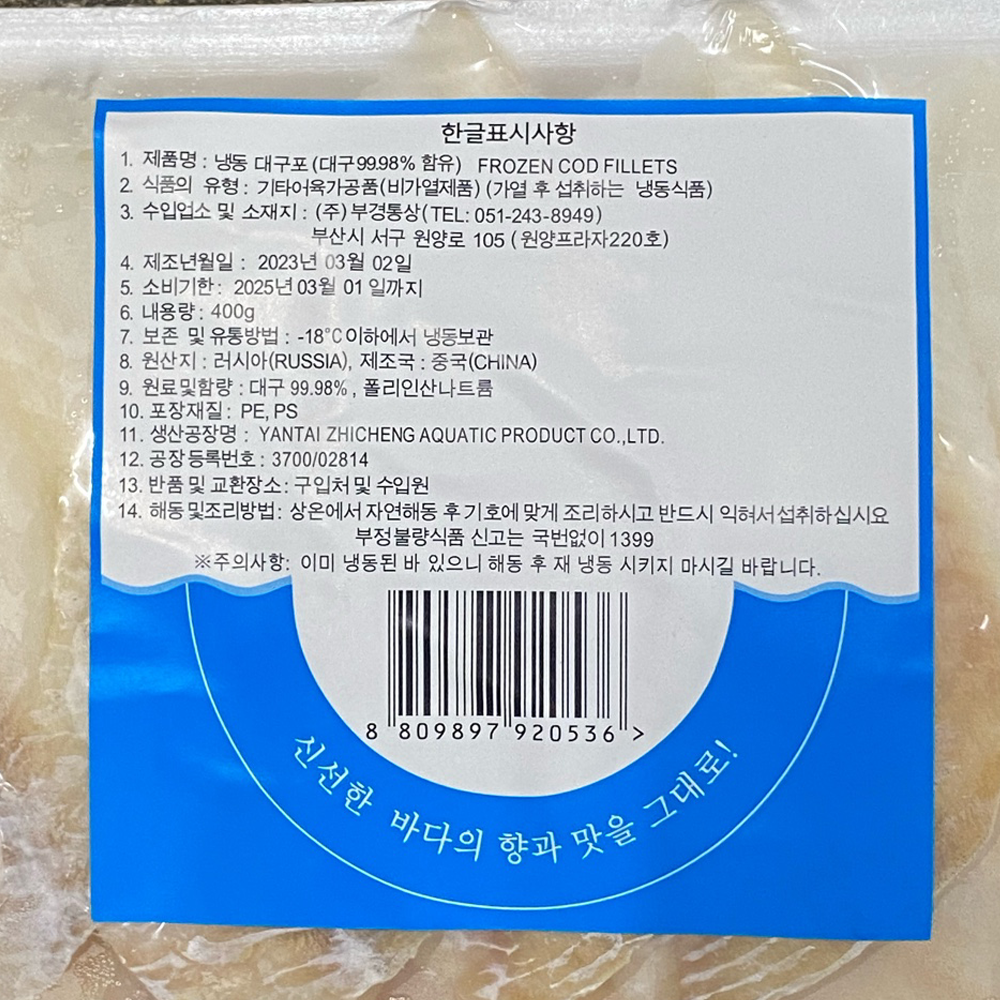 한글표시사항
1. 제품명 : 냉동 대구포 (대구 99.98% 함유) FROZEN COD FILLETS
2. 식품의 유형 : 기타어육가공품(비가열제품) (가열 후 섭취하는 냉동식품)
3. 수입업소 및 소재지 : (주)부경통상(TEL: 051-243-8949)
부산시 서구 원양로 105 (원양프라자220호)
4. 제조년월일 : 2023년 03월 02일
5. 소비기한 : 2025년 03월 01일까지
6. 내용량 : 400g
7. 보존 및 유통방법 : -18°C이하에서 냉동보관
8. 원산지 : 러시아(RUSSIA), 제조국 : 중국(CHINA)
9. 원료및함량 : 대구 99.98% , 폴리인산나트륨
10. 포장재질 : PE, PS
11. 생산공장명 : YANTAI ZHICHENG AQUATIC PRODUCT CO.,LTD.
12. 공장등록번호 : 3700/02814
13. 반품 및 교환장소 : 구입처 및 수입원
14. 해동및조리방법 : 상온에서 자연해동 후 기호에 맞게 조리하시고 반드시 익혀서 섭취하십시요
부정불량식품 신고는 국번없이 1399
※주의사항: 이미 냉동된 바 있으니 해동 후 재 냉동 시키지 마시길 바랍니다.
8 809897 920536 >
신선한 바다의 향과 맛을 그대로!